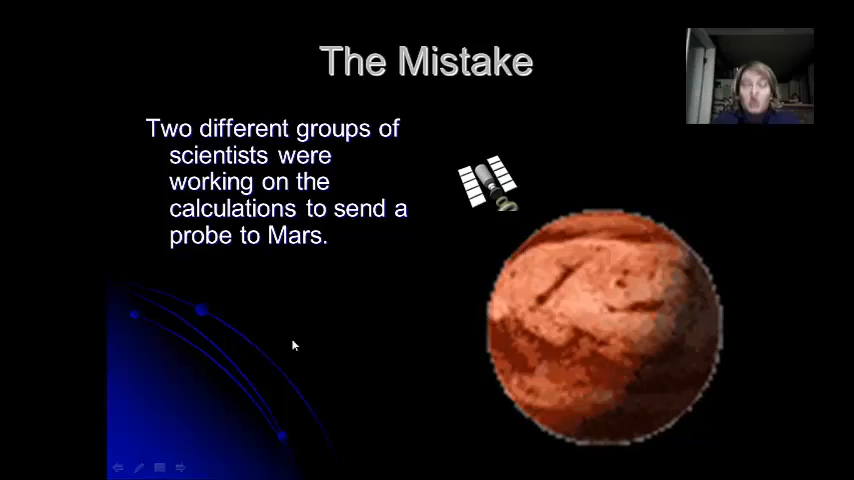 The Mistake
Two different groups of
scientists were
working on the
calculations to send a
probe to Mars.